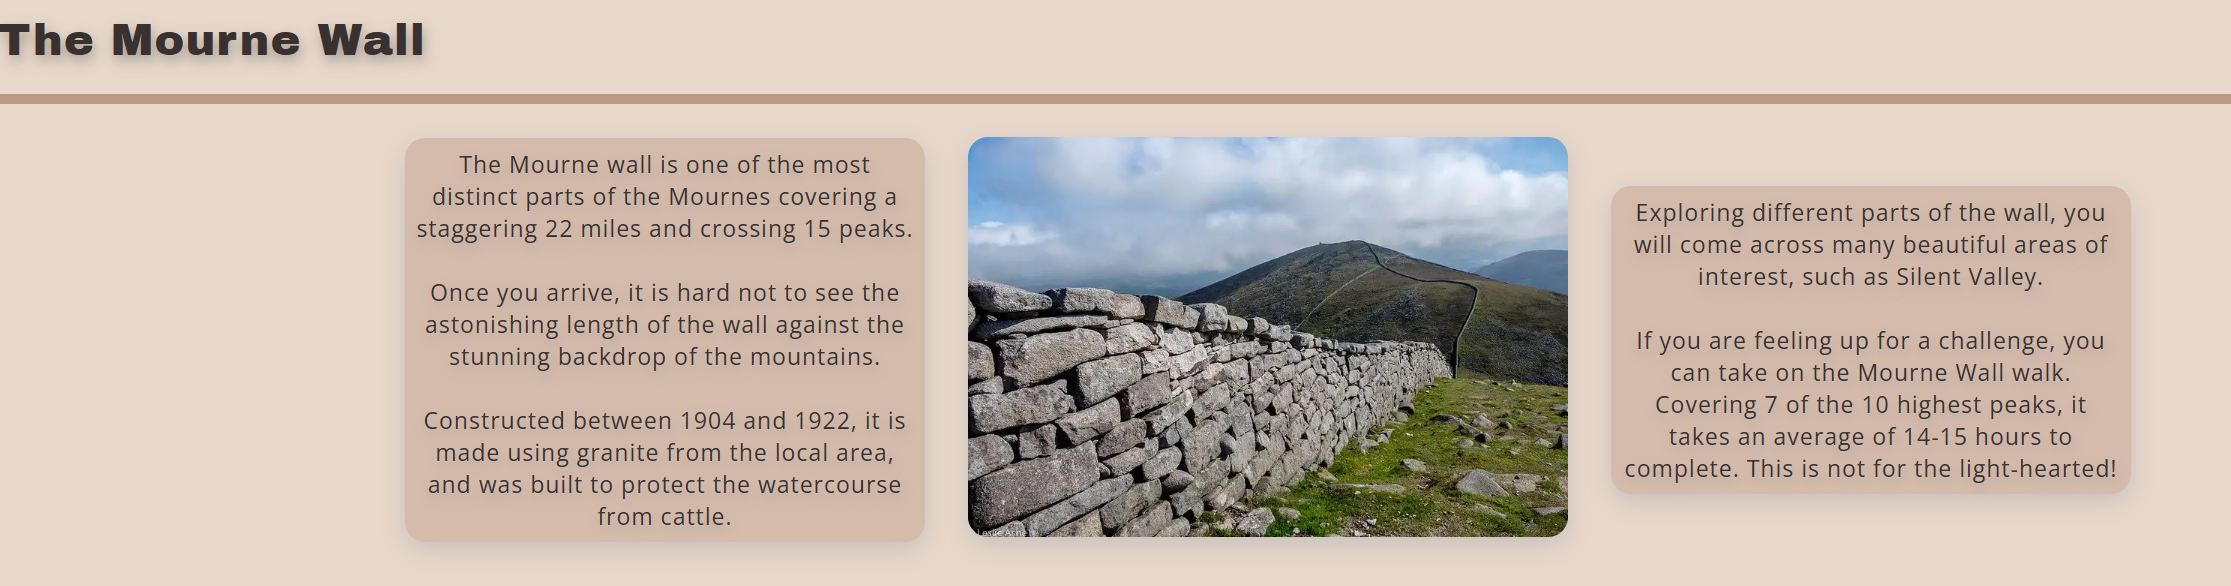 The Mourne Wall
The Mourne wall is one of the most
distinct parts of the Mournes covering a
staggering 22 miles and crossing 15 peaks.
Once you arrive, it is hard not to see the
astonishing length of the wall against the
stunning backdrop of the mountains.
Constructed between 1904 and 1922, it is
made using granite from the local area,
and was built to protect the watercourse
from cattle.
Exploring different parts of the wall, you
will come across many beautiful areas of
interest, such as Silent Valley.
If you are feeling up for a challenge, you
can take on the Mourne Wall walk.
Covering 7 of the 10 highest peaks, it
takes an average of 14-15 hours to
complete. This is not for the light-hearted!